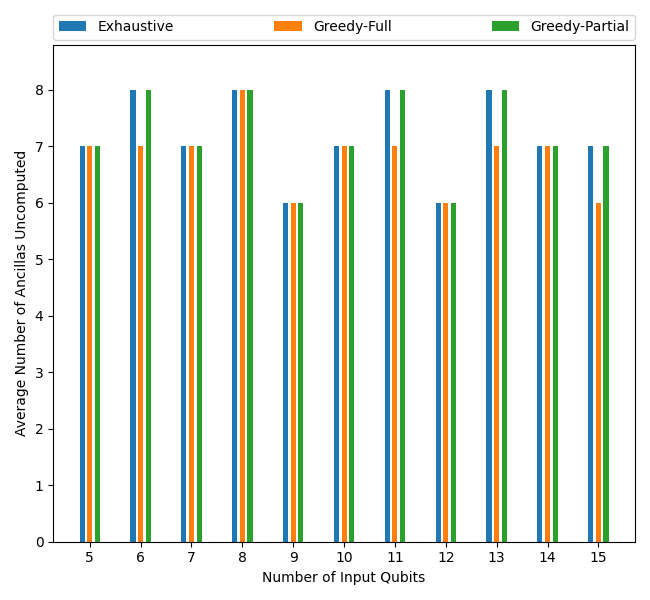 Exhaustive Greedy-Full Greedy-Partial
Average Number of Ancillas Uncomputed
8
7
6
5
4
3
2
1
0
5 6 7 8 9 10 11 12 13 14 15
Number of Input Qubits